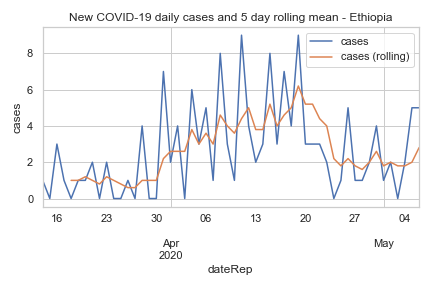 New COVID-19 daily cases and 5 day rolling mean - Ethiopia
cases
cases (rolling)
cases
8
6
4
2
0
16 23 30 06 13 20 27 04
Apr May
2020
dateRep